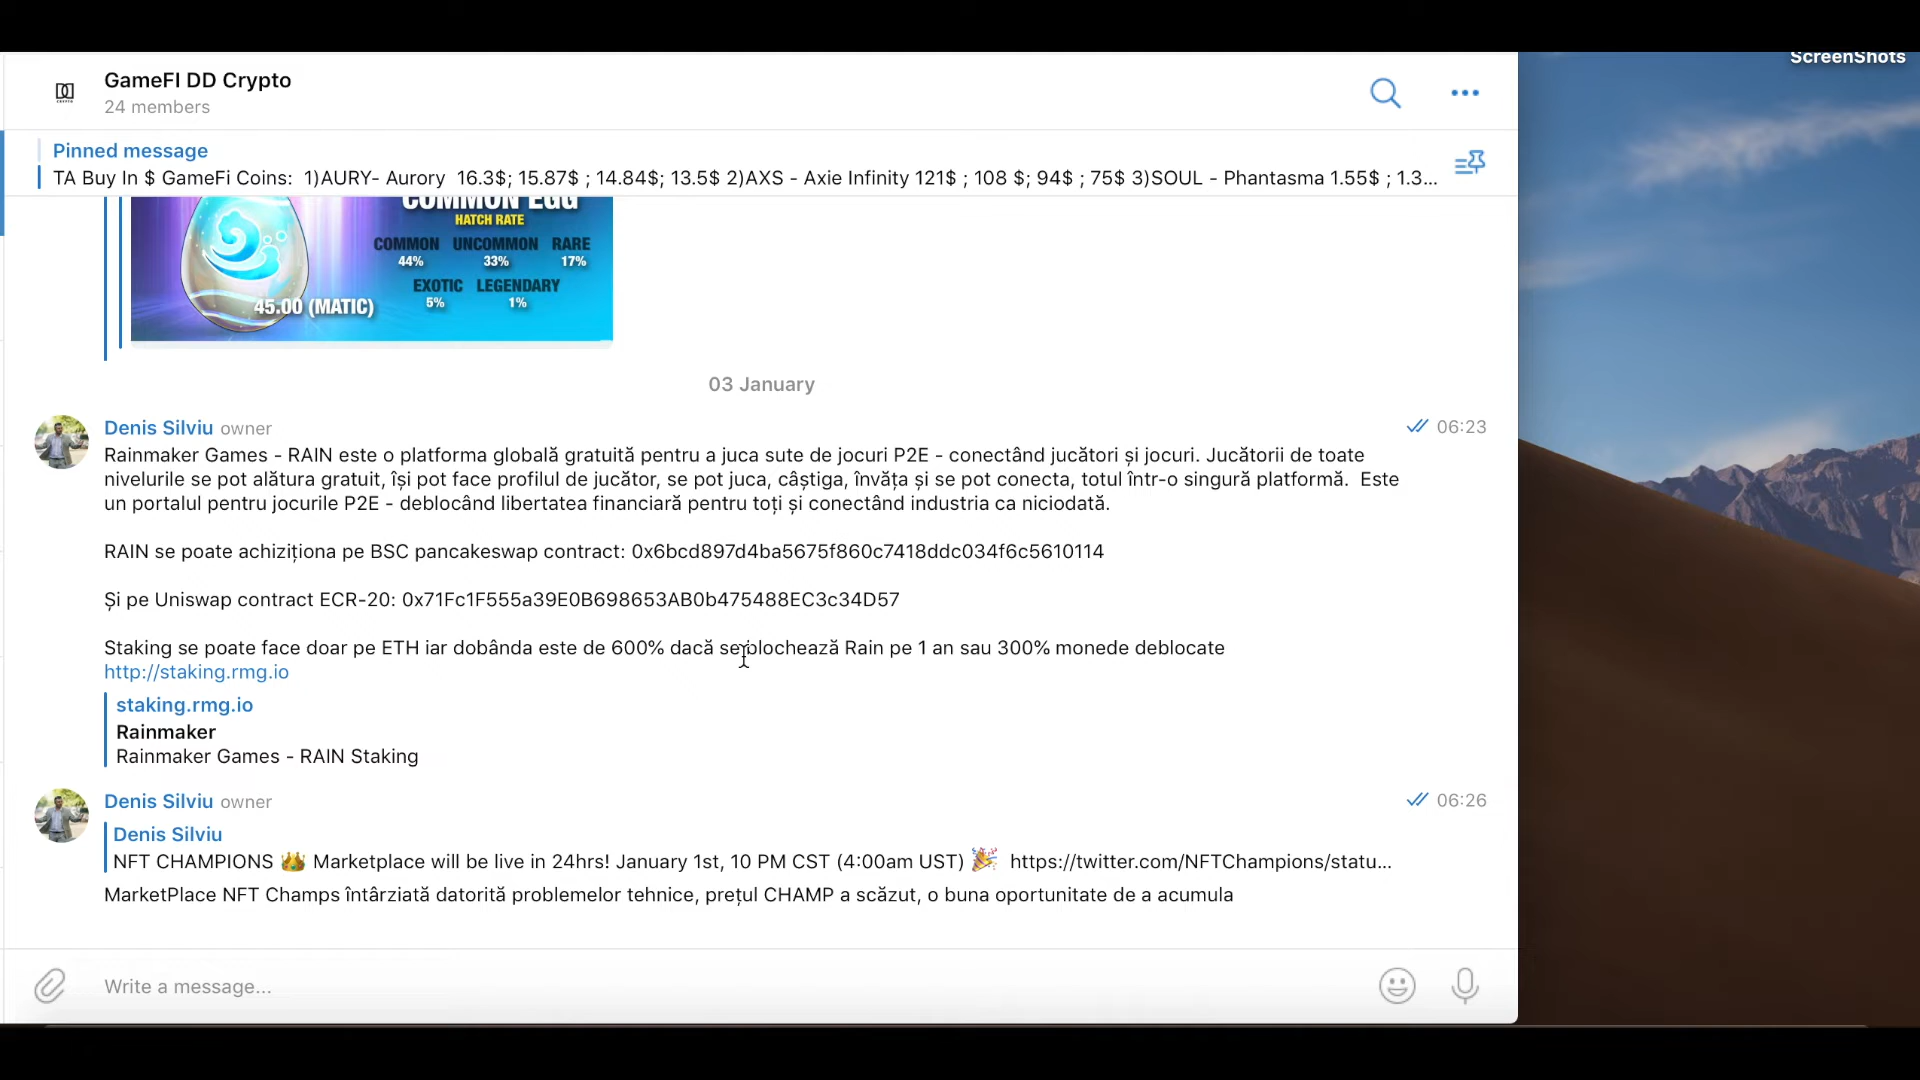 ScreenShots
GameFI DD Crypto
24 members
Pinned message
TA Buy In $ GameFi Coins: 1)AURY- Aurory 16.3$; 15.87$ ; 14.84$; 13.5$ 2)AXS - Axie Infinity 121$ ; 108 $; 94$ ; 75$ 3)SOUL - Phantasma 1.55$ ; 1.3...
COMMON EGG
HATCH RATE
COMMON UNCOMMON RARE
44% 33% 17%
EXOTIC LEGENDARY
5% 1%
45.00 (MATIC)
03 January
Denis Silviu owner 06:23
Rainmaker Games - RAIN este o platforma globală gratuită pentru a juca sute de jocuri P2E - conectând jucători și jocuri. Jucătorii de toate
nivelurile se pot alătura gratuit, își pot face profilul de jucător, se pot juca, câștiga, învăța și se pot conecta, totul într-o singură platformă. Este
un portalul pentru jocurile P2E - deblocând libertatea financiară pentru toți și conectând industria ca niciodată.
RAIN se poate achiziționa pe BSC pancakeswap contract: 0x6bcd897d4ba5675f860c7418ddc034f6c5610114
Și pe Uniswap contract ECR-20: 0x71Fc1F555a39E0B698653AB0b475488EC3c34D57
Staking se poate face doar pe ETH iar dobânda este de 600% dacă se blochează Rain pe 1 an sau 300% monede deblocate
http://staking.rmg.io
staking.rmg.io
Rainmaker
Rainmaker Games - RAIN Staking
Denis Silviu owner 06:26
Denis Silviu
NFT CHAMPIONS 👑 Marketplace will be live in 24hrs! January 1st, 10 PM CST (4:00am UST) 🎉 https://twitter.com/NFTChampions/statu...
MarketPlace NFT Champs întârziată datorită problemelor tehnice, prețul CHAMP a scăzut, o buna oportunitate de a acumula
Write a message...